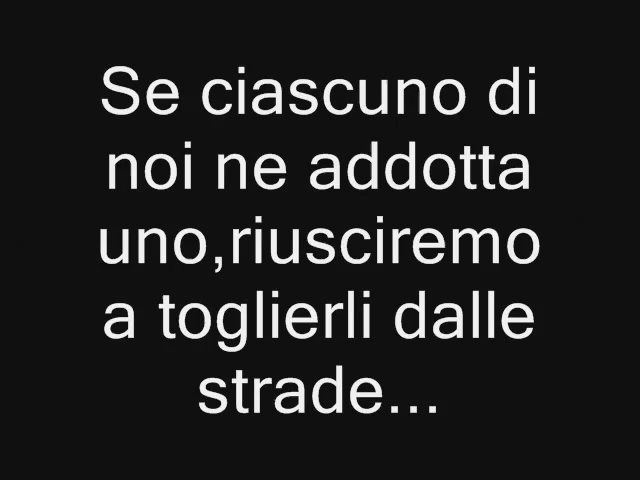 Se ciascuno di
noi ne addotta
uno,riusciremo
a toglierli dalle
strade...